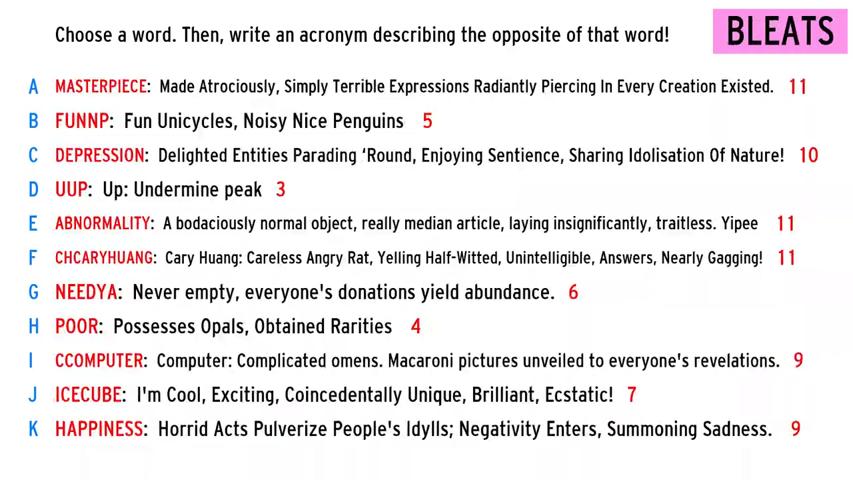 Choose a word. Then, write an acronym describing the opposite of that word!
BLEATS
A MASTERPIECE: Made Atrociously, Simply Terrible Expressions Radiantly Piercing In Every Creation Existed. 11
B FUNNP: Fun Unicycles, Noisy Nice Penguins 5
C DEPRESSION: Delighted Entities Parading ‘Round, Enjoying Sentience, Sharing Idolisation Of Nature! 10
D UUP: Up: Undermine peak 3
E ABNORMALITY: A bodaciously normal object, really median article, laying insignificantly, traitless. Yipee 11
F CHCARYHUANG: Cary Huang: Careless Angry Rat, Yelling Half-Witted, Unintelligible, Answers, Nearly Gagging! 11
G NEEDYA: Never empty, everyone's donations yield abundance. 6
H POOR: Possesses Opals, Obtained Rarities 4
I CCOMPUTER: Computer: Complicated omens. Macaroni pictures unveiled to everyone's revelations. 9
J ICECUBE: I'm Cool, Exciting, Coincedentally Unique, Brilliant, Ecstatic! 7
K HAPPINESS: Horrid Acts Pulverize People's Idylls; Negativity Enters, Summoning Sadness. 9